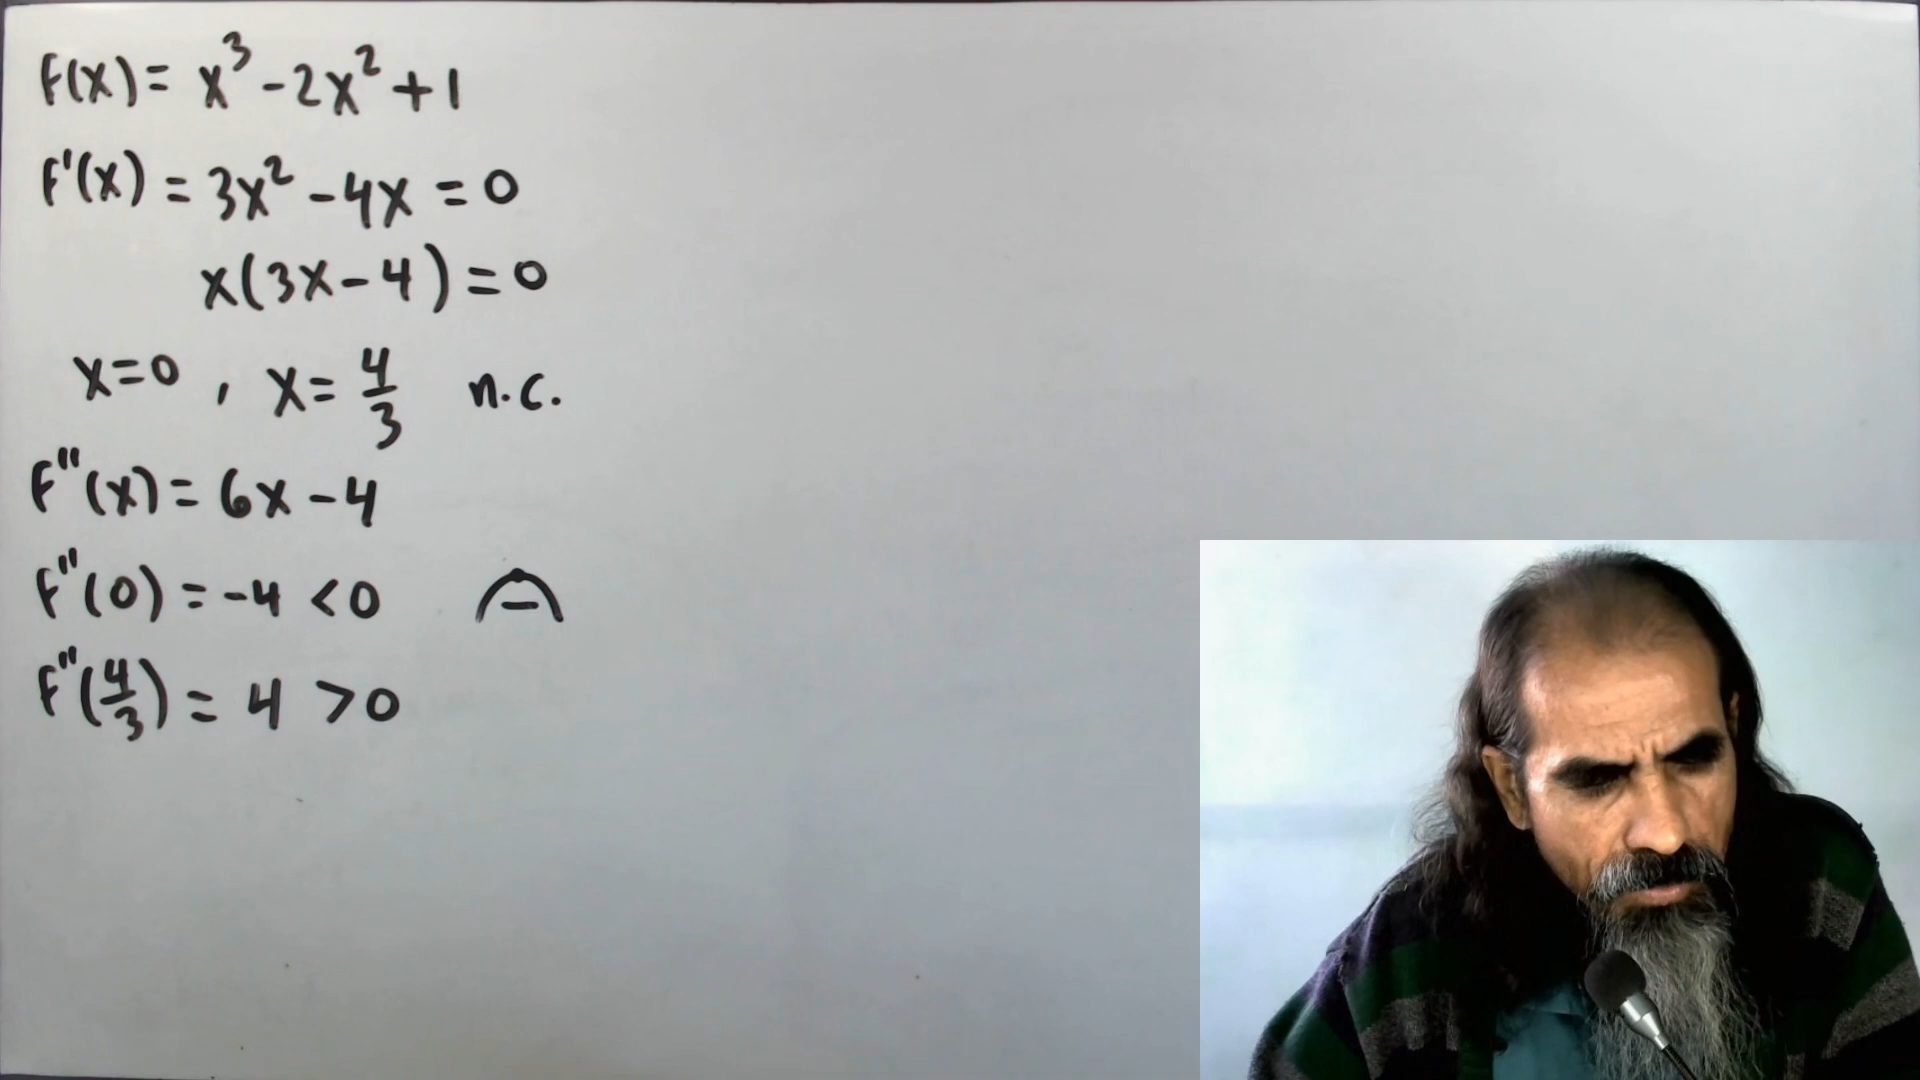 F(x) = x³ - 2x² + 1
F'(x) = 3x² - 4x = 0
x(3x - 4) = 0
x = 0 , x = 4/3 n.c.
F''(x) = 6x - 4
F''(0) = -4 < 0
F''(4/3) = 4 > 0